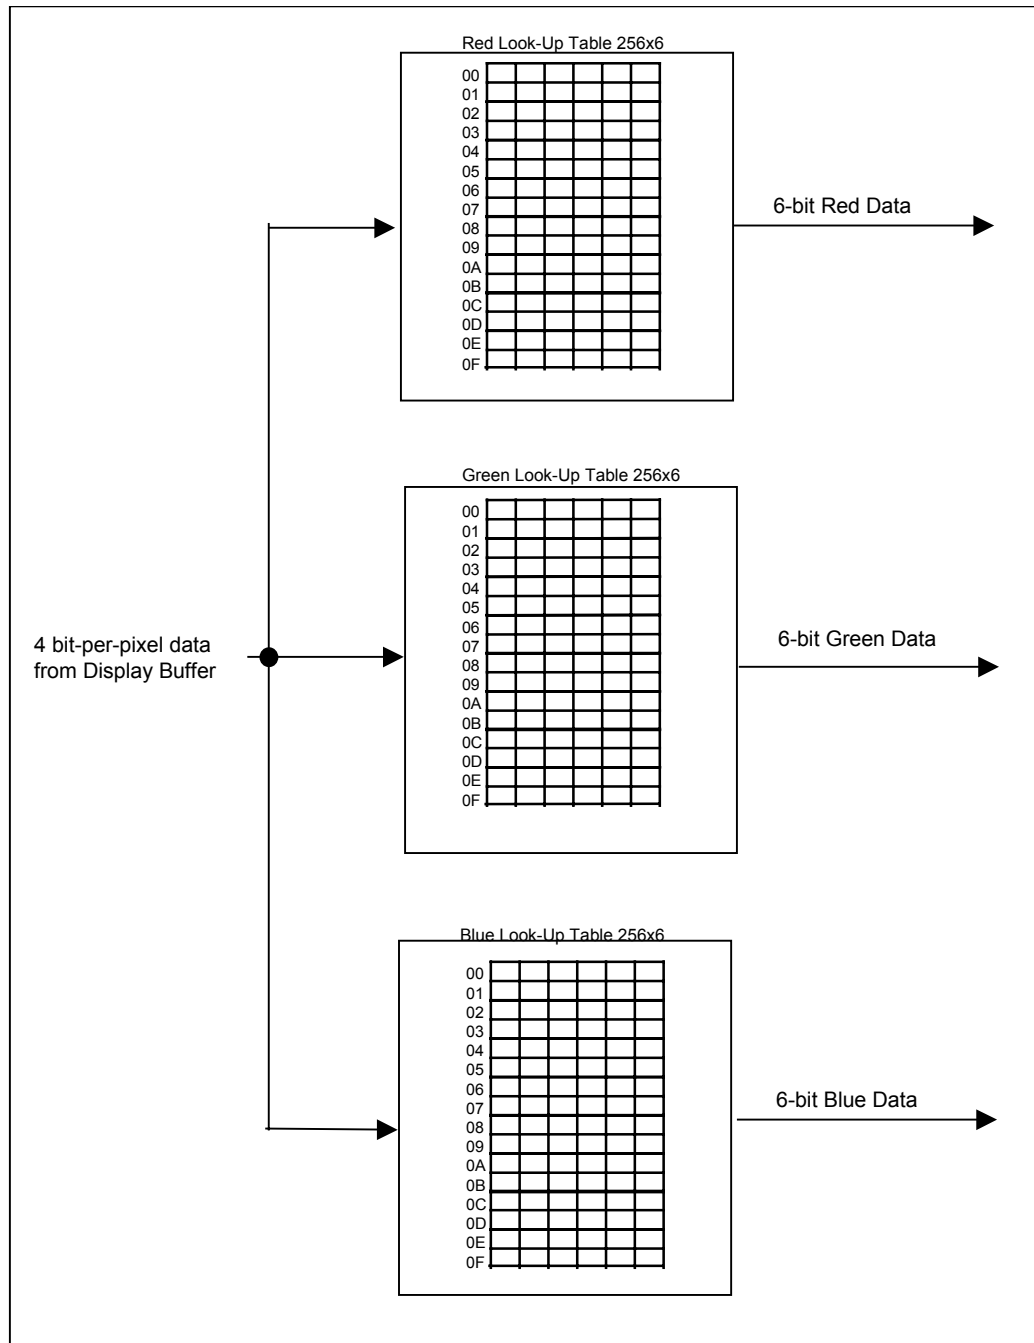 Red Look-Up Table 256x6
00
01
02
03
04
05
06
07
08
09
0A
0B
0C
0D
0E
0F
6-bit Red Data
Green Look-Up Table 256x6
00
01
02
03
04
05
06
07
08
09
0A
0B
0C
0D
0E
0F
4 bit-per-pixel data
from Display Buffer
6-bit Green Data
Blue Look-Up Table 256x6
00
01
02
03
04
05
06
07
08
09
0A
0B
0C
0D
0E
0F
6-bit Blue Data